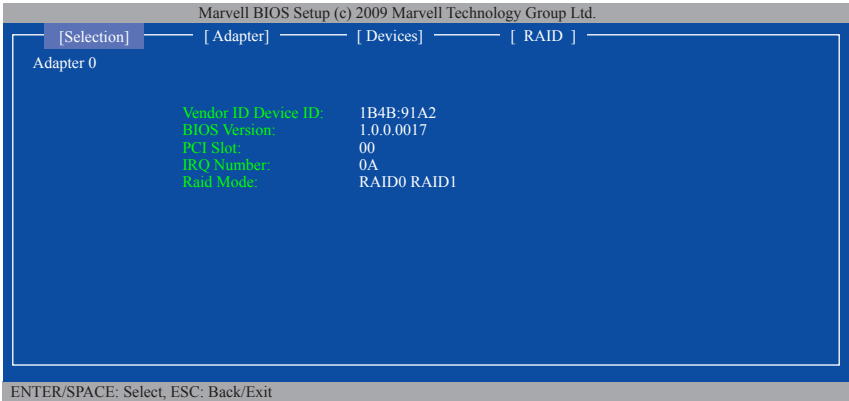 Marvell BIOS Setup (c) 2009 Marvell Technology Group Ltd.
[Selection] [ Adapter] [ Devices] [ RAID ]
Adapter 0
Vendor ID Device ID: 1B4B:91A2
BIOS Version: 1.0.0.0017
PCI Slot: 00
IRQ Number: 0A
Raid Mode: RAID0 RAID1
ENTER/SPACE: Select, ESC: Back/Exit